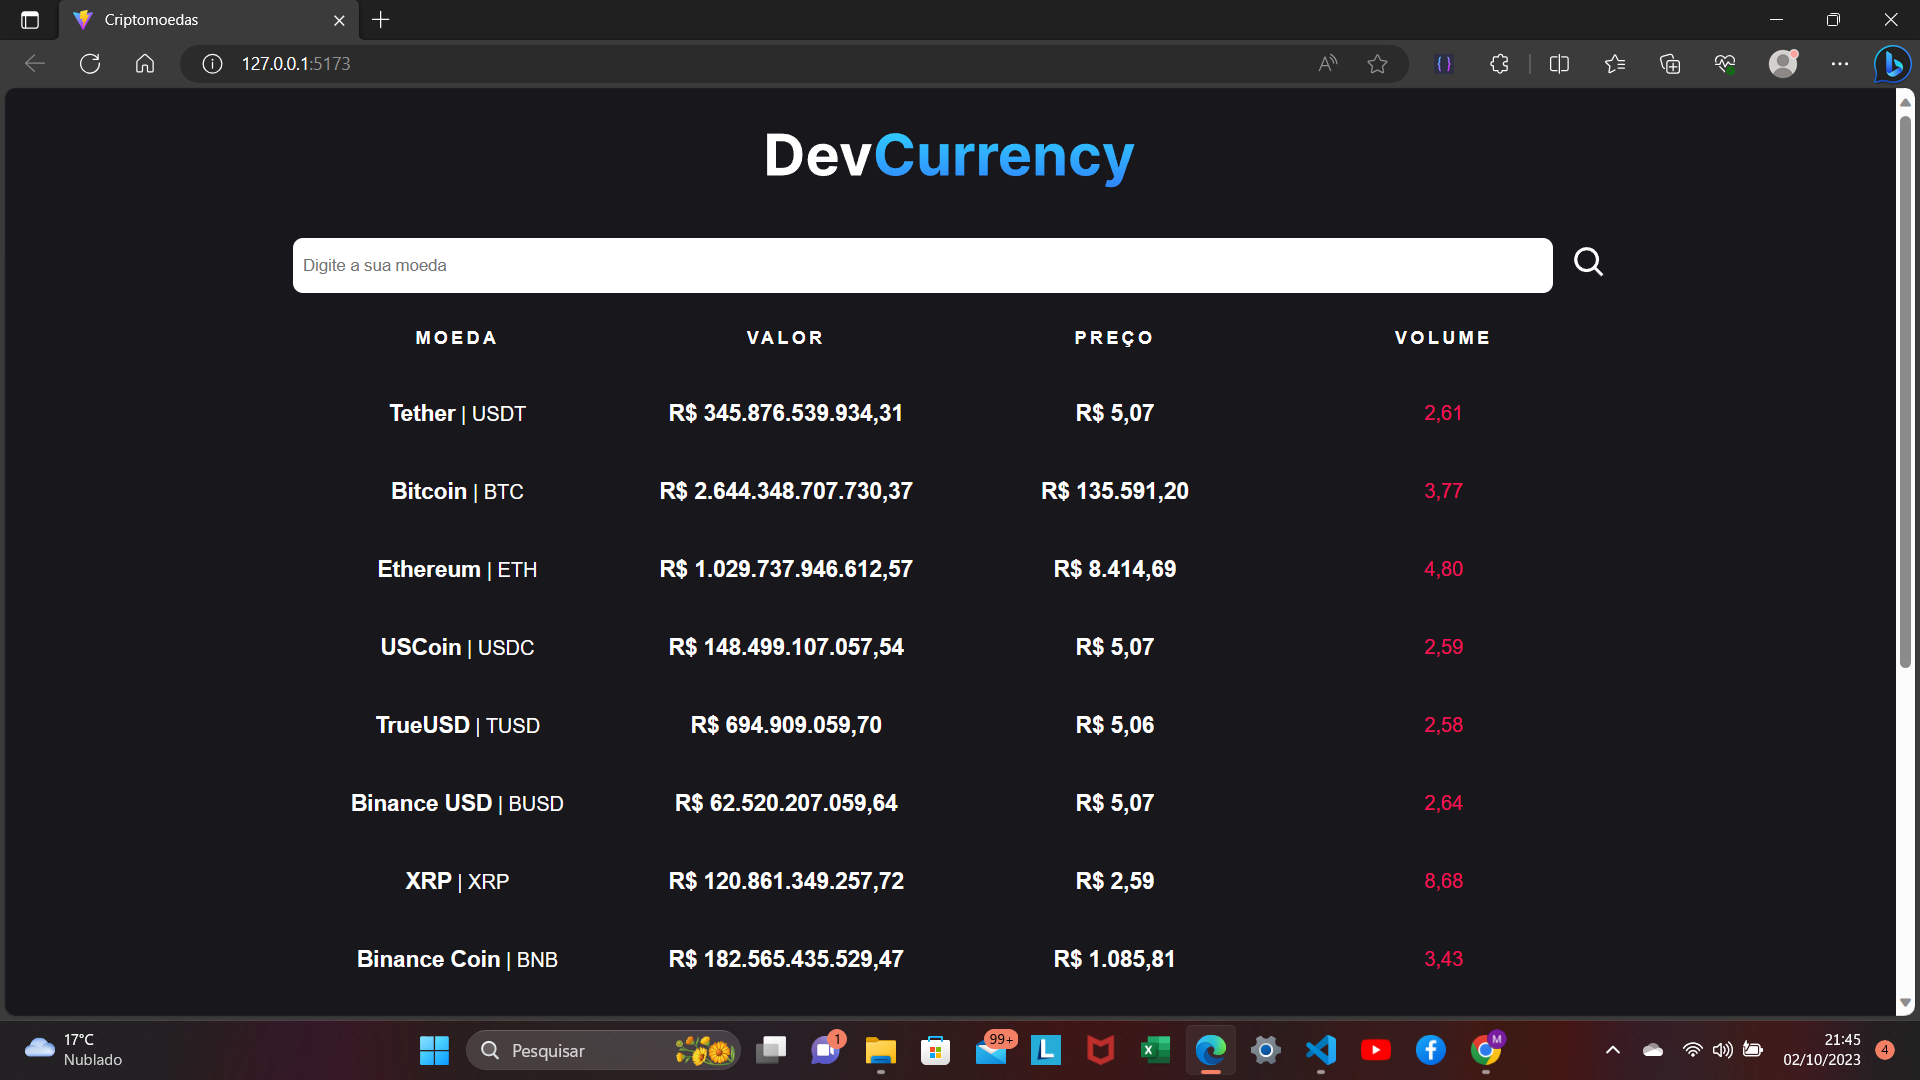 Criptomoedas
127.0.0.1:5173
DevCurrency
Digite a sua moeda
MOEDA VALOR PREÇO VOLUME
Tether | USDT R$ 345.876.539.934,31 R$ 5,07 2,61
Bitcoin | BTC R$ 2.644.348.707.730,37 R$ 135.591,20 3,77
Ethereum | ETH R$ 1.029.737.946.612,57 R$ 8.414,69 4,80
USCoin | USDC R$ 148.499.107.057,54 R$ 5,07 2,59
TrueUSD | TUSD R$ 694.909.059,70 R$ 5,06 2,58
Binance USD | BUSD R$ 62.520.207.059,64 R$ 5,07 2,64
XRP | XRP R$ 120.861.349.257,72 R$ 2,59 8,68
Binance Coin | BNB R$ 182.565.435.529,47 R$ 1.085,81 3,43
17°C
Nublado
Pesquisar
1
99+
L
M
21:45
02/10/2023
4